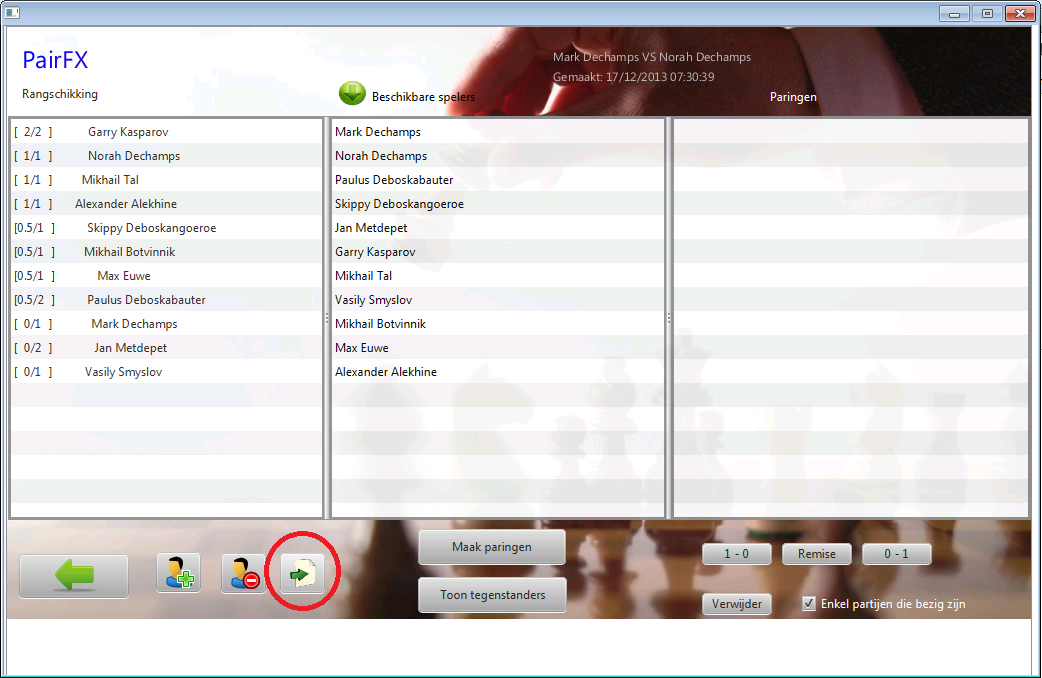 PairFX
Mark Dechamps VS Norah Dechamps
Gemaakt: 17/12/2013 07:30:39
Rangschikking
Beschikbare spelers
Paringen
[ 2/2 ] Garry Kasparov
[ 1/1 ] Norah Dechamps
[ 1/1 ] Mikhail Tal
[ 1/1 ] Alexander Alekhine
[0.5/1 ] Skippy Deboskangoeroe
[0.5/1 ] Mikhail Botvinnik
[0.5/1 ] Max Euwe
[0.5/2 ] Paulus Deboskabauter
[ 0/1 ] Mark Dechamps
[ 0/2 ] Jan Metdepet
[ 0/1 ] Vasily Smyslov
Mark Dechamps
Norah Dechamps
Paulus Deboskabauter
Skippy Deboskangoeroe
Jan Metdepet
Garry Kasparov
Mikhail Tal
Vasily Smyslov
Mikhail Botvinnik
Max Euwe
Alexander Alekhine
Maak paringen
Toon tegenstanders
1 - 0
Remise
0 - 1
Verwijder
Enkel partijen die bezig zijn